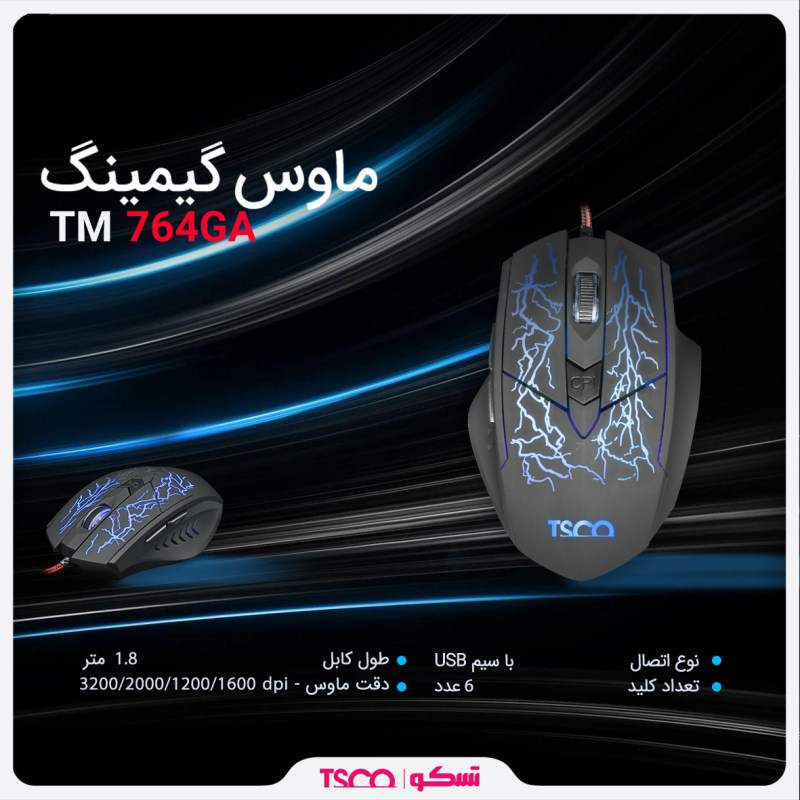 ماوس گیمینگ
TM 764GA
CPI
TSCO
نوع اتصال با سیم USB
تعداد کلید 6 عدد
طول کابل 1.8 متر
دقت ماوس - 3200/2000/1200/1600 dpi
تسکو | TSCO